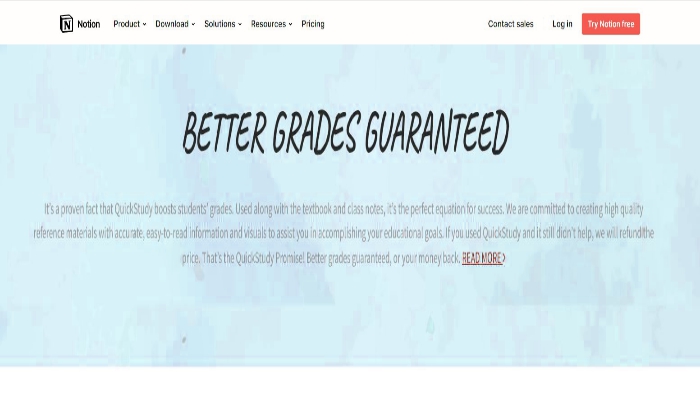 Notion
Product Download Solutions Resources Pricing
Contact sales Log in Try Notion free
BETTER GRADES GUARANTEED
It's a proven fact that QuickStudy boosts students' grades. Used along with the textbook and class notes, it's the perfect equation for success. We are committed to creating high quality
reference materials with accurate, easy-to-read information and visuals to assist you in accomplishing your educational goals. If you used QuickStudy and it still didn't help, we will refund the
price. That's the QuickStudy Promise! Better grades guaranteed, or your money back. READ MORE>